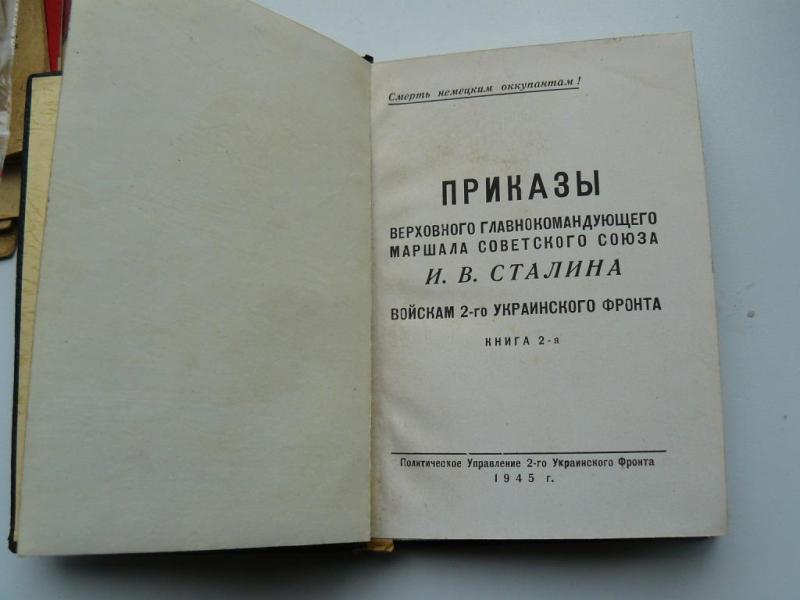 Смерть немецким оккупантам!
ПРИКАЗЫ
ВЕРХОВНОГО ГЛАВНОКОМАНДУЮЩЕГО
МАРШАЛА СОВЕТСКОГО СОЮЗА
И. В. СТАЛИНА
ВОЙСКАМ 2-го УКРАИНСКОГО ФРОНТА
КНИГА 2-я
Политическое Управление 2-го Украинского Фронта
1945 г.